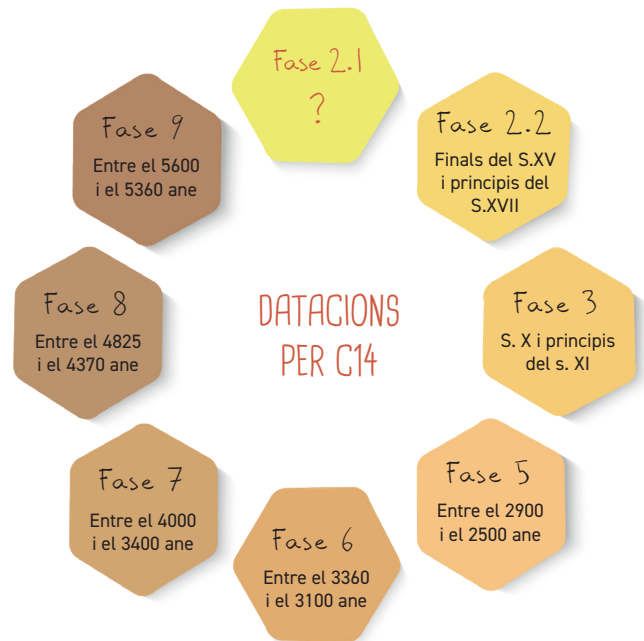 Fase 2.1
?
Fase 2.2
Finals del S.XV
i principis del
S.XVII
Fase 3
S. X i principis
del s. XI
Fase 5
Entre el 2900
i el 2500 ane
Fase 6
Entre el 3360
i el 3100 ane
Fase 7
Entre el 4000
i el 3400 ane
Fase 8
Entre el 4825
i el 4370 ane
Fase 9
Entre el 5600
i el 5360 ane
DATACIONS
PER C14